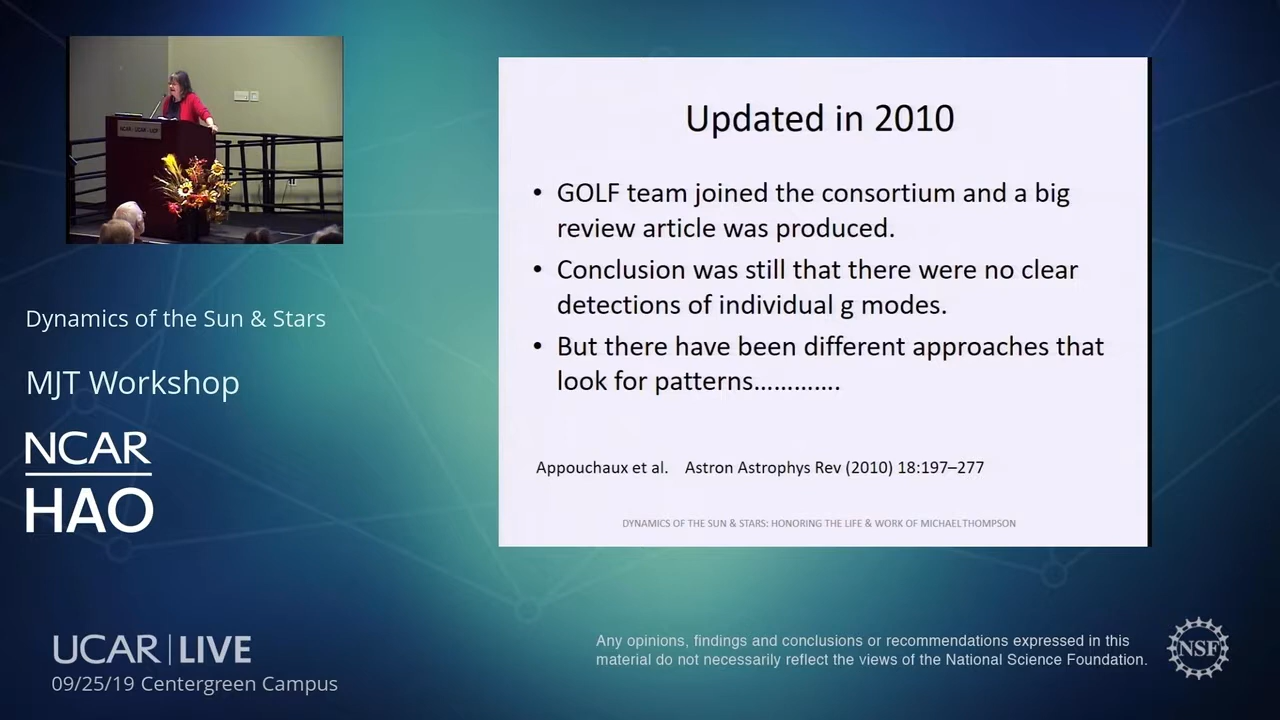 NCAR - UCAR - UCP
Dynamics of the Sun & Stars
MJT Workshop
NCAR
HAO
UCAR | LIVE
09/25/19 Centergreen Campus
Updated in 2010
• GOLF team joined the consortium and a big
review article was produced.
• Conclusion was still that there were no clear
detections of individual g modes.
• But there have been different approaches that
look for patterns.............
Appouchaux et al. Astron Astrophys Rev (2010) 18:197–277
DYNAMICS OF THE SUN & STARS: HONORING THE LIFE & WORK OF MICHAEL THOMPSON
Any opinions, findings and conclusions or recommendations expressed in this
material do not necessarily reflect the views of the National Science Foundation.
NSF